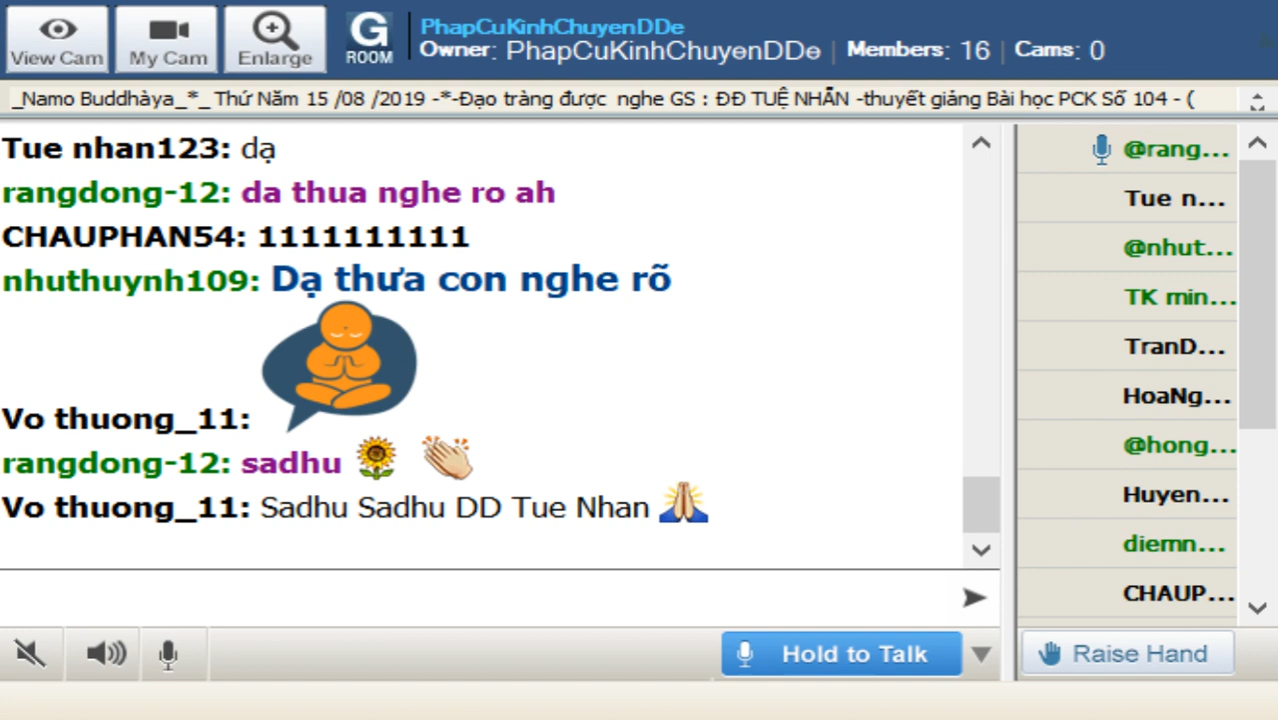 View Cam
My Cam
Enlarge
G
ROOM
PhapCuKinhChuyenDDe
Owner: PhapCuKinhChuyenDDe | Members: 16 | Cams: 0
_Namo Buddhàya_*_ Thứ Năm 15 /08 /2019 -*-Đạo tràng được nghe GS : ĐĐ TUỆ NHẪN -thuyết giảng Bài học PCK Số 104 - (
Tue nhan123: dạ
rangdong-12: da thua nghe ro ah
CHAUPHAN54: 1111111111
nhuthuynh109: Dạ thưa con nghe rõ
Vo thuong_11:
rangdong-12: sadhu
Vo thuong_11: Sadhu Sadhu DD Tue Nhan
@rang...
Tue n...
@nhut...
TK min...
TranD...
HoaNg...
@hong...
Huyen...
diemn...
CHAUP...
Hold to Talk
Raise Hand